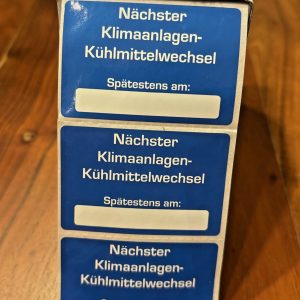 Nächster
Klimaanlagen-
Kühlmittelwechsel
Spätestens am:
Nächster
Klimaanlagen-
Kühlmittelwechsel
Spätestens am:
Nächster
Klimaanlagen-
Kühlmittelwechsel